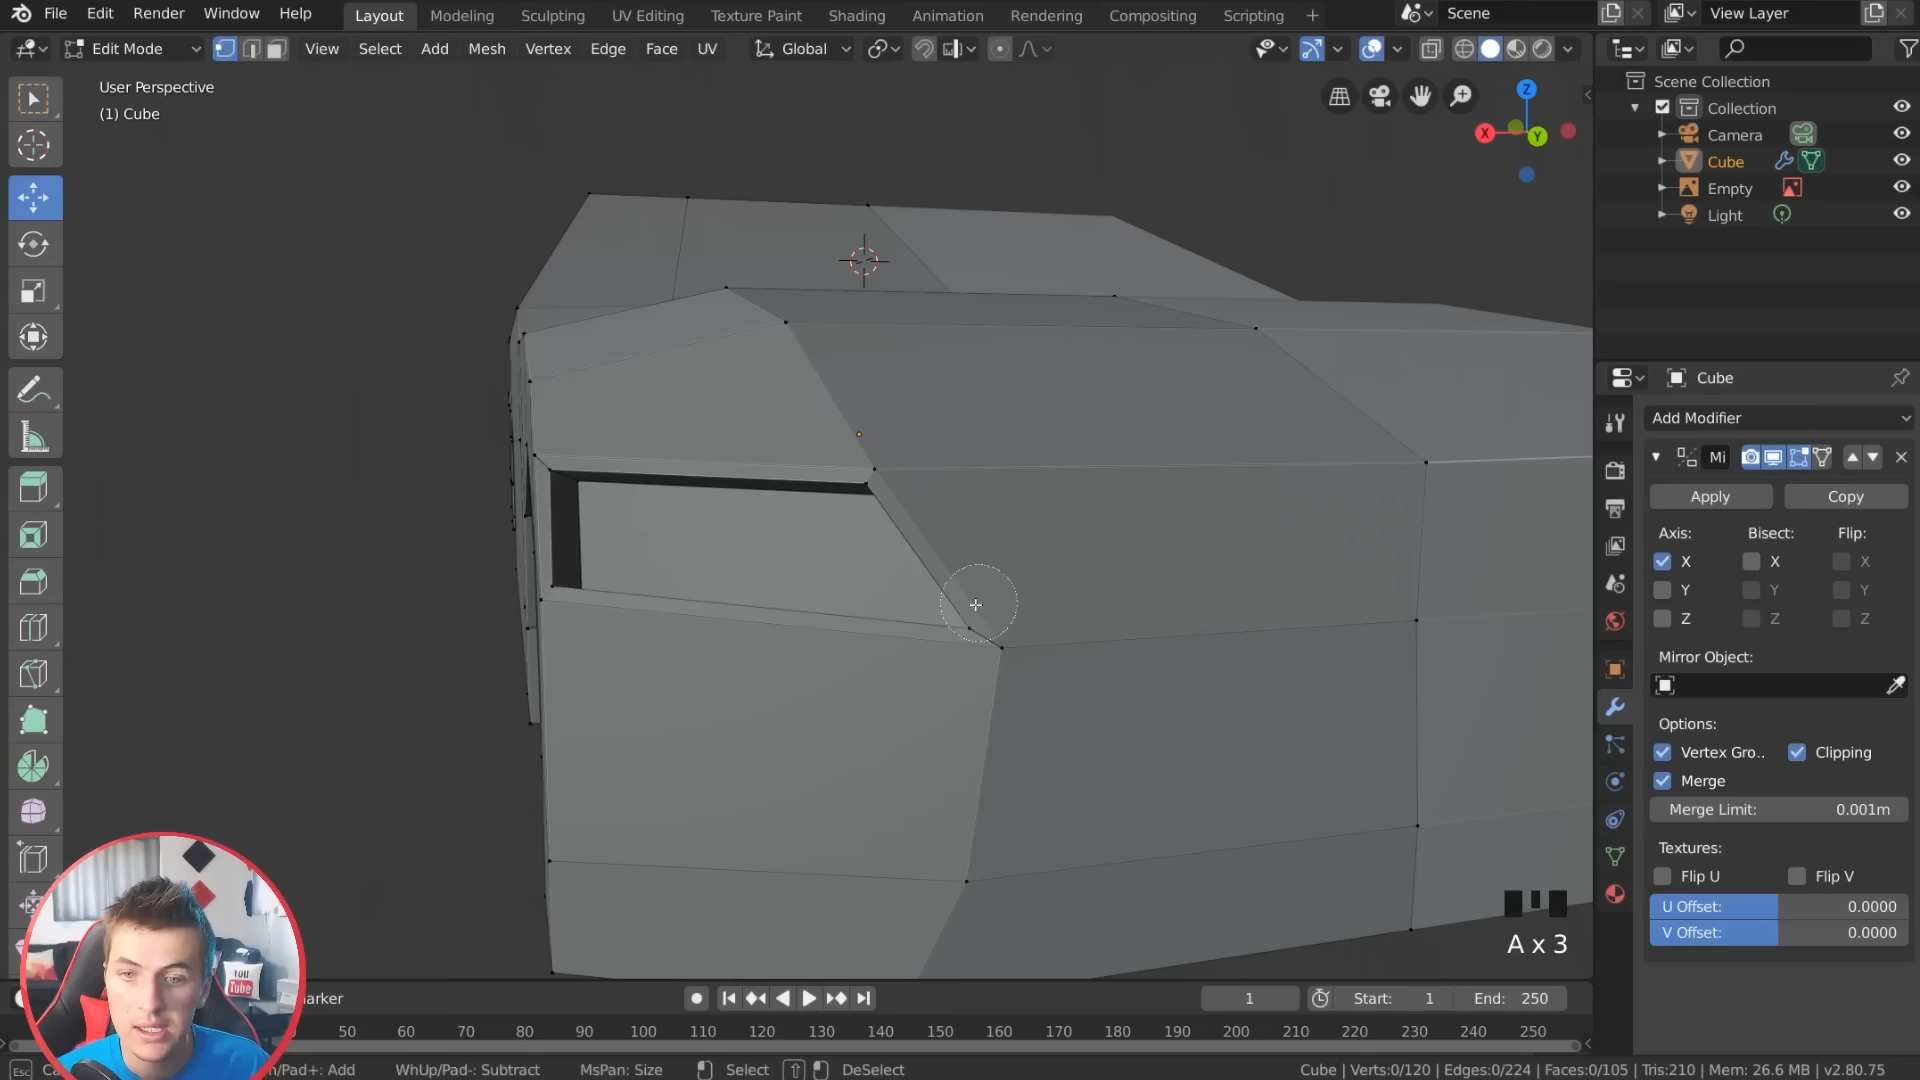 File Edit Render Window Help Layout Modeling Sculpting UV Editing Texture Paint Shading Animation Rendering Compositing Scripting + Scene View Layer
Edit Mode View Select Add Mesh Vertex Edge Face UV Global
User Perspective
(1) Cube
Z
X
Y
Scene Collection
Collection
Camera
Cube
Empty
Light
Cube
Add Modifier
Mi
Apply Copy
Axis: Bisect: Flip:
X X X
Y Y Y
Z Z Z
Mirror Object:
Options:
Vertex Gro.. Clipping
Merge
Merge Limit: 0.001m
Textures:
Flip U Flip V
U Offset: 0.0000
V Offset: 0.0000
A x 3
You
Tube
arker 1 Start: 1 End: 250
50 60 70 80 90 100 110 120 130 140 150 160 170 180 190 200 210 220 230 240 250
Esc Ca n/Pad+: Add WhUp/Pad-: Subtract MsPan: Size Select DeSelect Cube | Verts:0/120 | Edges:0/224 | Faces:0/105 | Tris:210 | Mem: 26.6 MB | v2.80.75